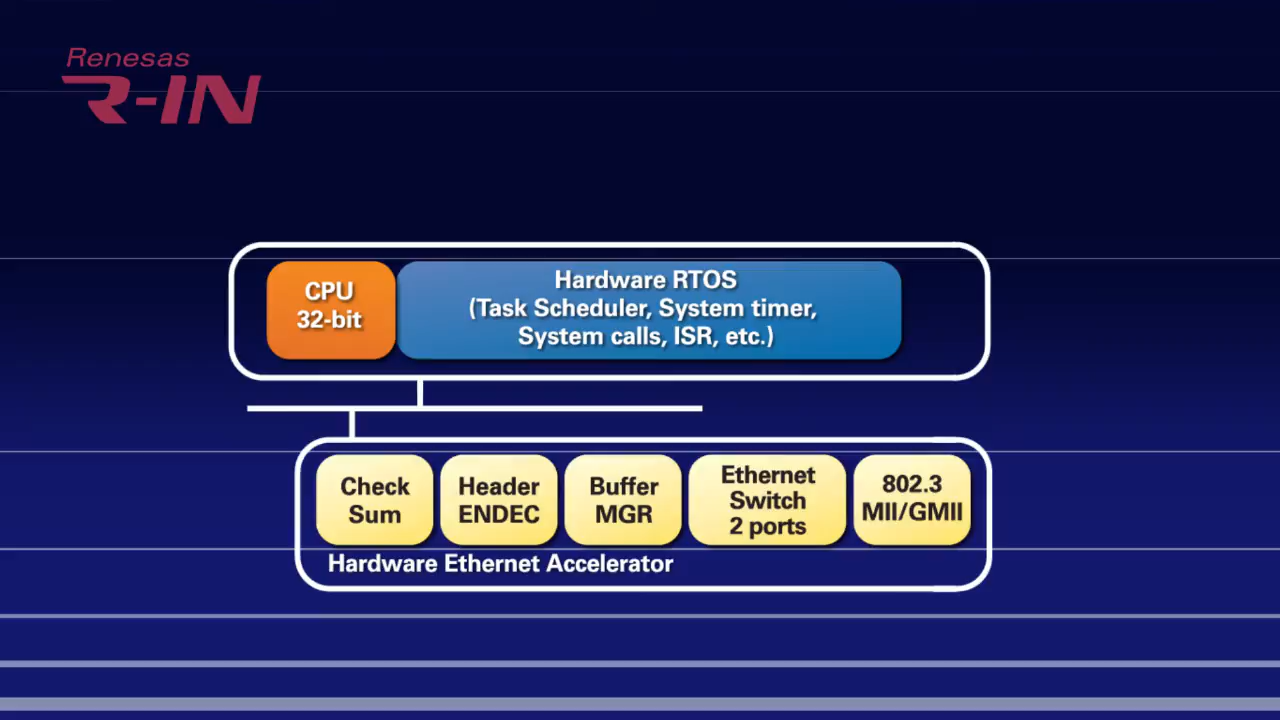 Renesas
R-IN
CPU
32-bit
Hardware RTOS
(Task Scheduler, System timer,
System calls, ISR, etc.)
Check
Sum
Header
ENDEC
Buffer
MGR
Ethernet
Switch
2 ports
802.3
MII/GMII
Hardware Ethernet Accelerator